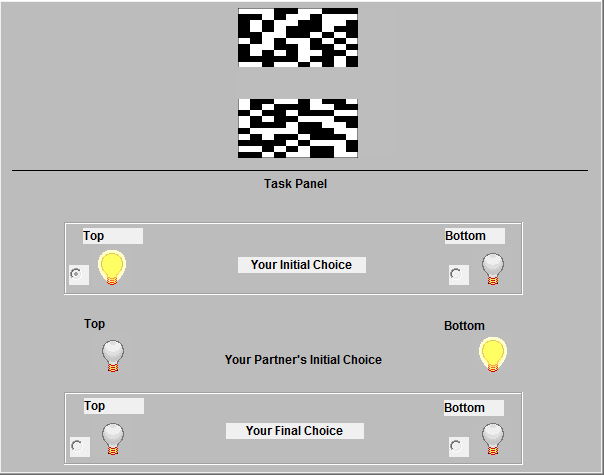 Task Panel
Top
Bottom
Your Initial Choice
Top
Bottom
Your Partner's Initial Choice
Top
Bottom
Your Final Choice